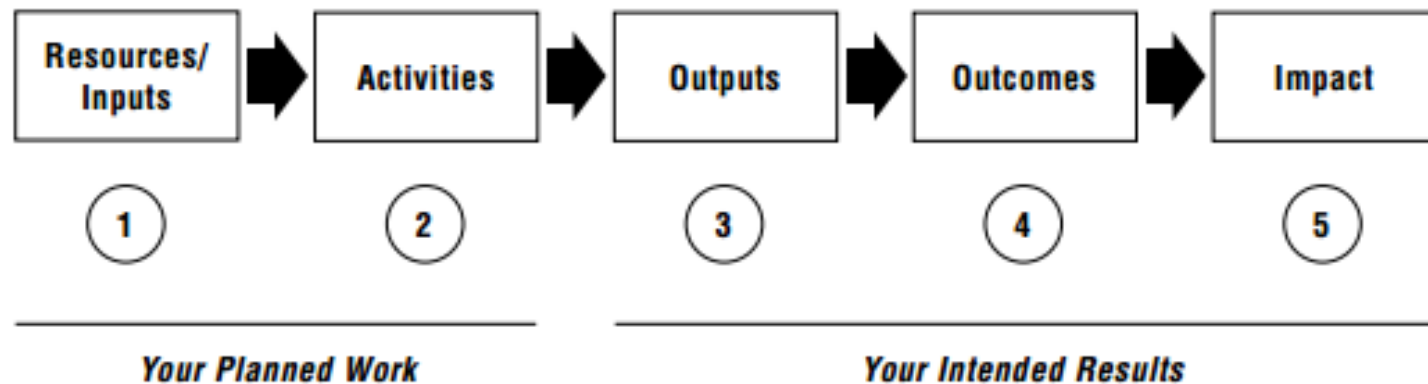 Resources/
Inputs
Activities
Outputs
Outcomes
Impact
1
2
3
4
5
Your Planned Work
Your Intended Results